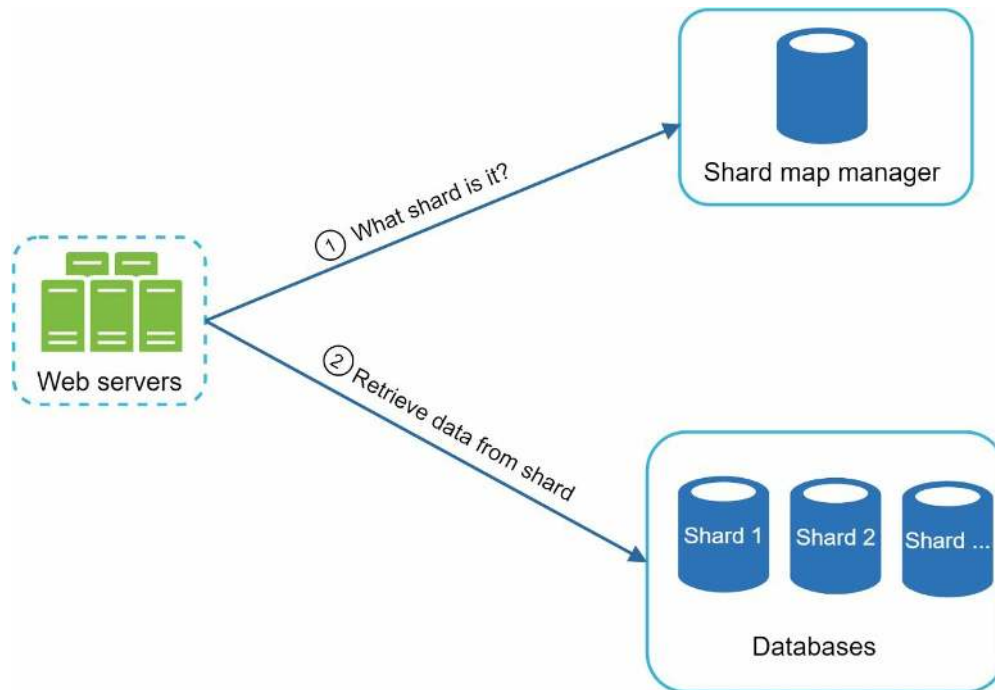 Shard map manager
1 What shard is it?
Web servers
2 Retrieve data from shard
Shard 1
Shard 2
Shard ...
Databases